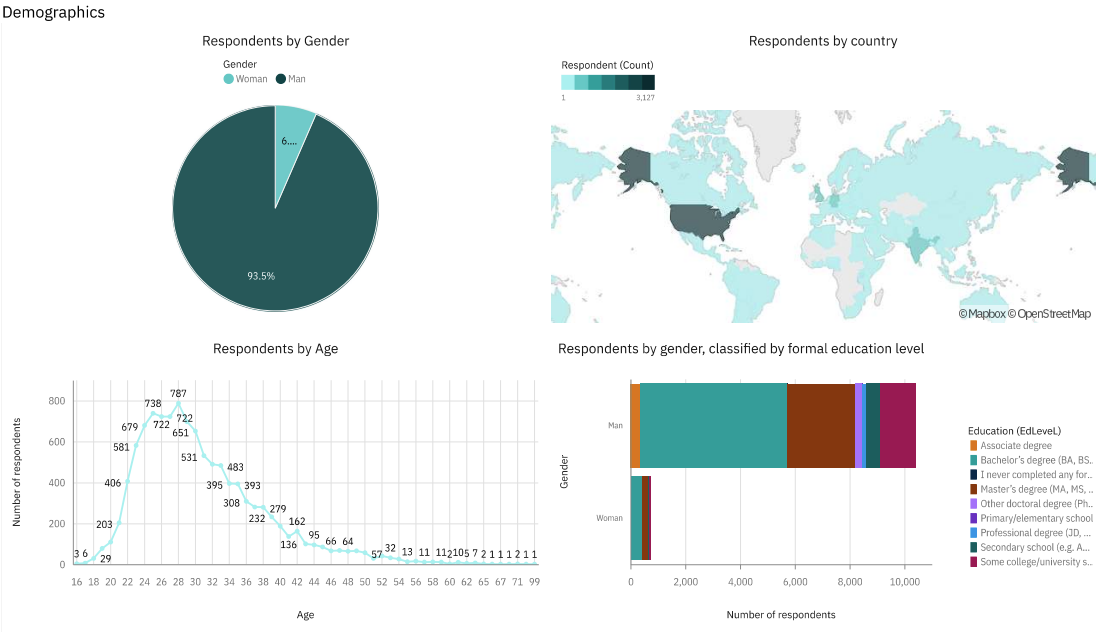 Demographics
Respondents by Gender
Gender
Woman Man
6....
93.5%
Respondents by country
Respondent (Count)
1 3,127
© Mapbox © OpenStreetMap
Respondents by Age
Number of respondents
800
600
400
200
0
3 6 29 203 406 581 679 738 722 787 722 651 531 395 483 308 393 232 279 136 162 95 66 64 57 32 13 11 11 2 10 5 7 2 1 1 1 2 1 1
16 18 20 22 24 26 28 30 32 34 36 38 40 42 44 46 48 50 52 54 56 58 60 62 65 67 71 99
Age
Respondents by gender, classified by formal education level
Gender
Man
Woman
0 2,000 4,000 6,000 8,000 10,000
Number of respondents
Education (EdLeveL)
Associate degree
Bachelor's degree (BA, BS..
I never completed any for..
Master's degree (MA, MS, ..
Other doctoral degree (Ph..
Primary/elementary school
Professional degree (JD, ...
Secondary school (e.g. A...
Some college/university s..